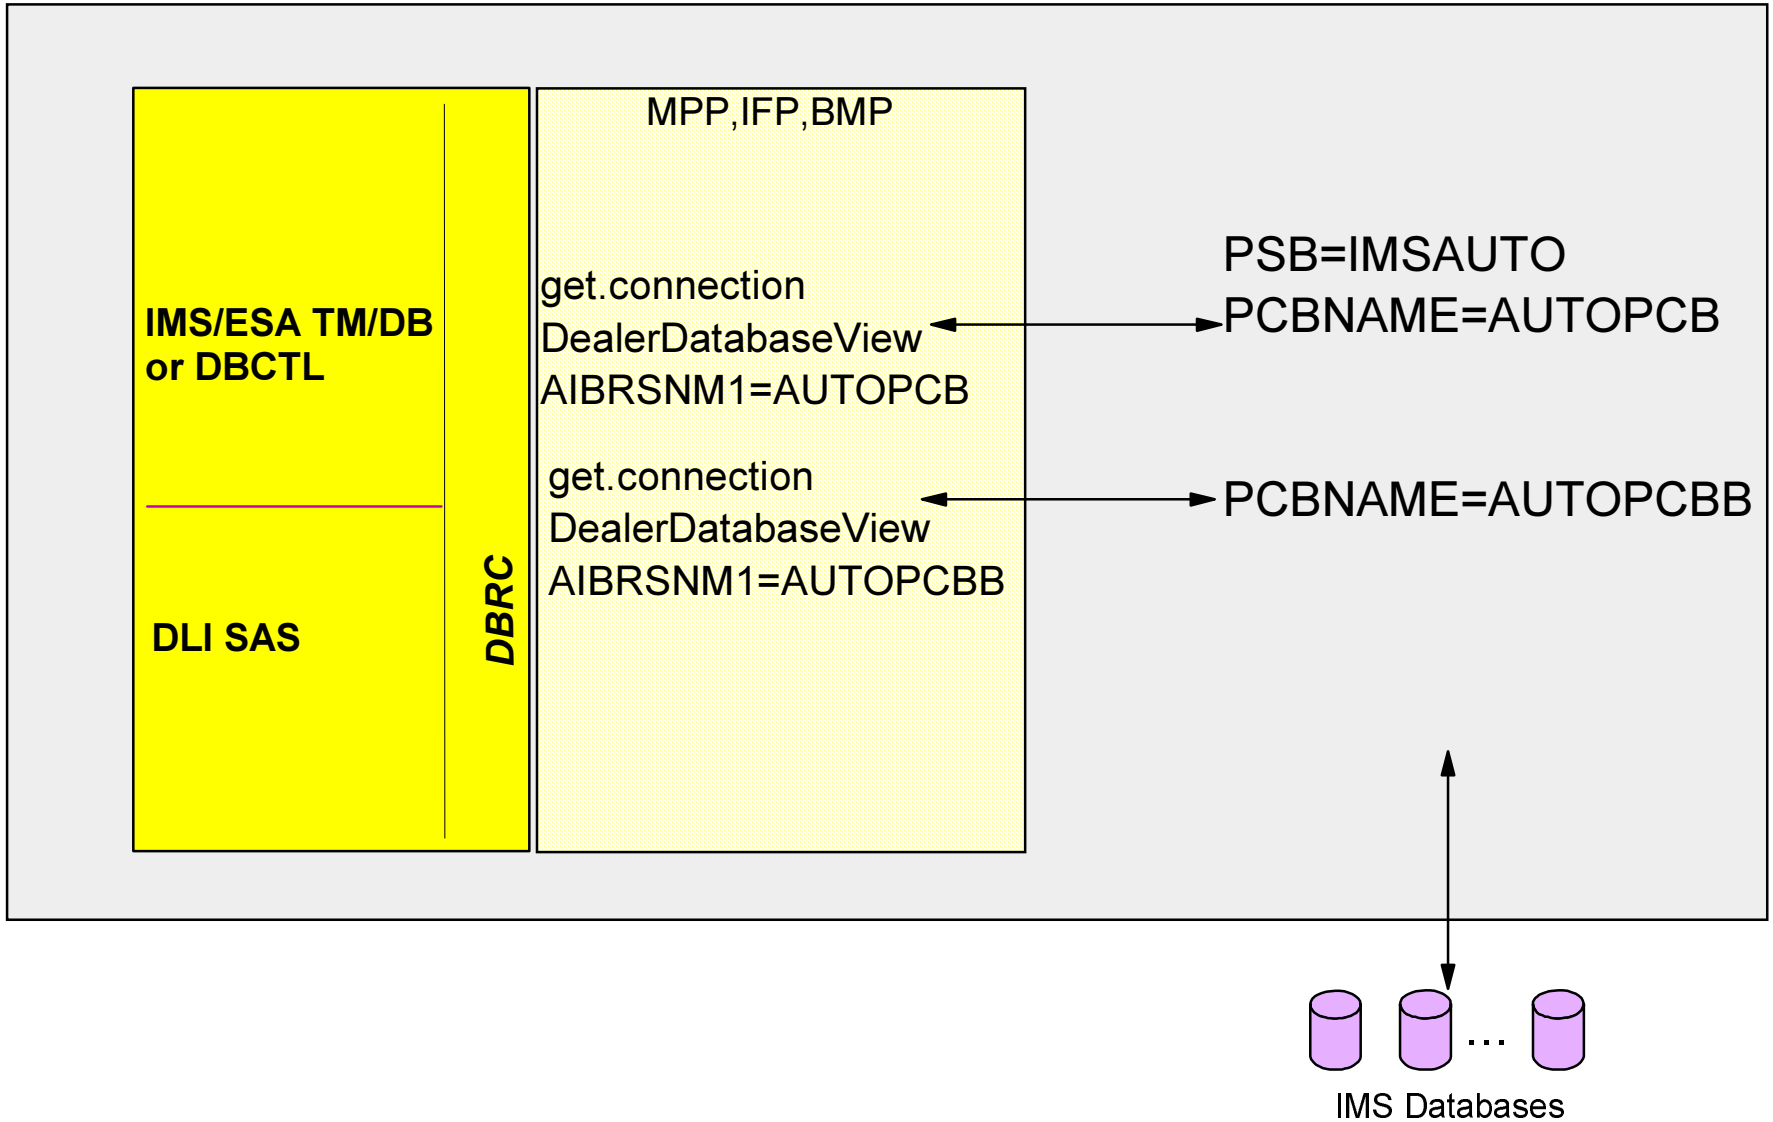 MPP,IFP,BMP
IMS/ESA TM/DB
or DBCTL
DLI SAS
DBRC
get.connection
DealerDatabaseView
AIBRSNM1=AUTOPCB
get.connection
DealerDatabaseView
AIBRSNM1=AUTOPCBB
PSB=IMSAUTO
PCBNAME=AUTOPCB
PCBNAME=AUTOPCBB
...
IMS Databases